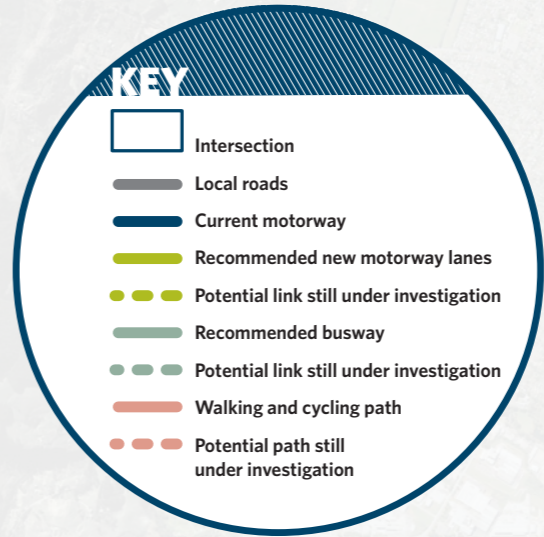 KEY
Intersection
Local roads
Current motorway
Recommended new motorway lanes
Potential link still under investigation
Recommended busway
Potential link still under investigation
Walking and cycling path
Potential path still
under investigation